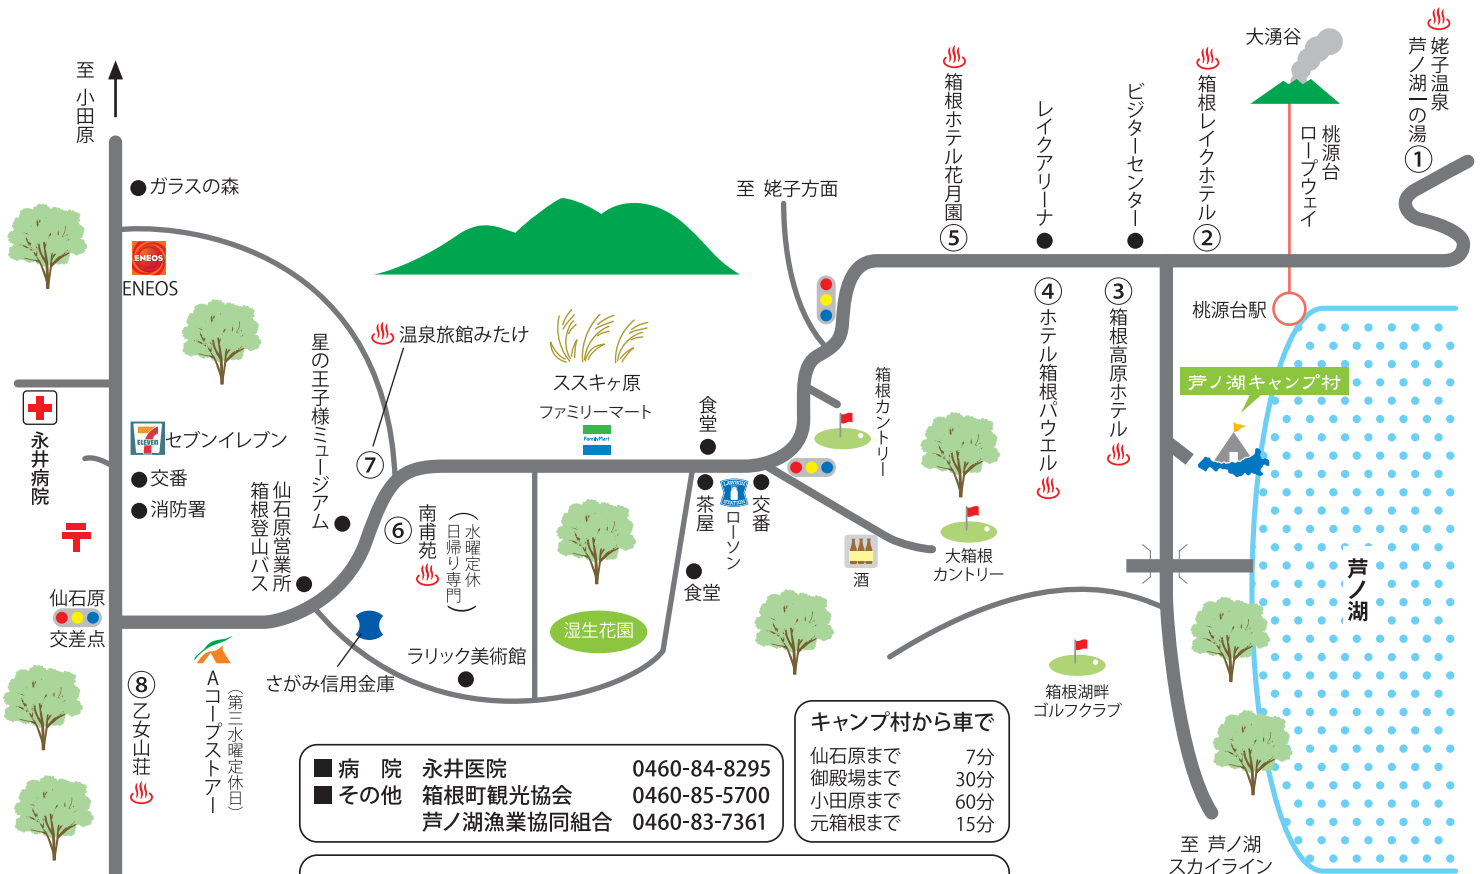 至 小田原
ガラスの森
ENEOS
ENEOS
永井病院
7
ELEVEN
セブンイレブン
交番
消防署
仙石原
交差点
⑧
乙女山荘
Aコープストアー
(第三水曜定休日)
仙石原営業所
箱根登山バス
星の王子様ミュージアム
温泉旅館みたけ
⑦
⑥
南甫苑
(水曜定休
日帰り専門)
さがみ信用金庫
ラリック美術館
湿生花園
ススキヶ原
ファミリーマート
FamilyMart
食堂
茶屋
LAWSON
STATION
ローソン
交番
食堂
酒
至 姥子方面
箱根カントリー
大箱根
カントリー
箱根ホテル花月園
⑤
レイクアリーナ
ビジターセンター
箱根レイクホテル
②
④
ホテル箱根パウエル
③
箱根高原ホテル
大湧谷
桃源台
ロープウェイ
姥子温泉
芦ノ湖一の湯
①
桃源台駅
芦ノ湖キャンプ村
芦ノ湖
箱根湖畔
ゴルフクラブ
至 芦ノ湖
スカイライン
キャンプ村から車で
仙石原まで 7分
御殿場まで 30分
小田原まで 60分
元箱根まで 15分
■病 院 永井医院 0460-84-8295
■その他 箱根町観光協会 0460-85-5700
芦ノ湖漁業協同組合 0460-83-7361